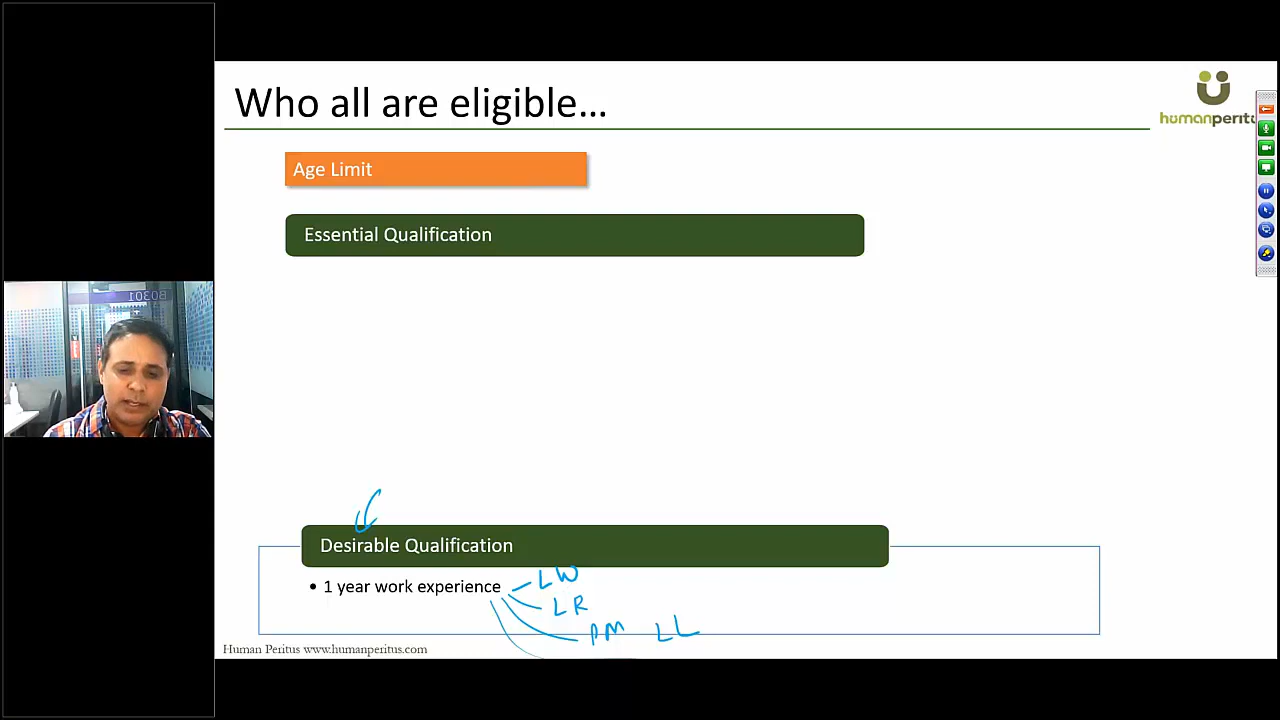 Who all are eligible...
humanperitu
Age Limit
Essential Qualification
Desirable Qualification
• 1 year work experience
LW
LR
PM LL
Human Peritus www.humanperitus.com